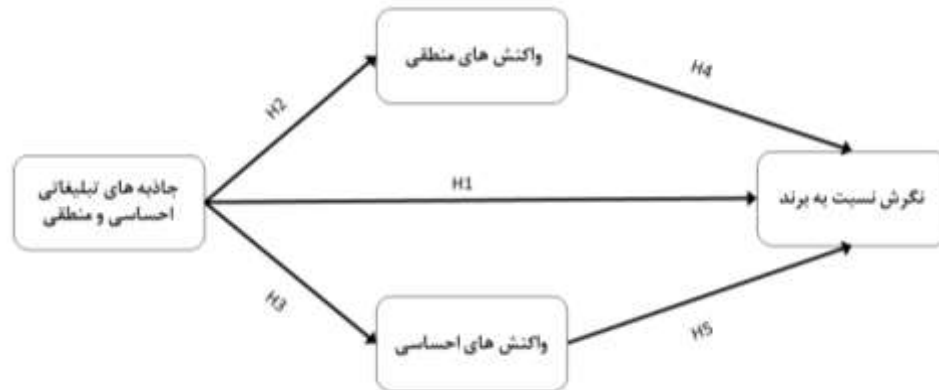 واکنش های منطقی
H4
H2
جاذبه های تبلیغاتی
احساسی و منطقی
H1
نگرش نسبت به برند
H3
واکنش های احساسی
H5